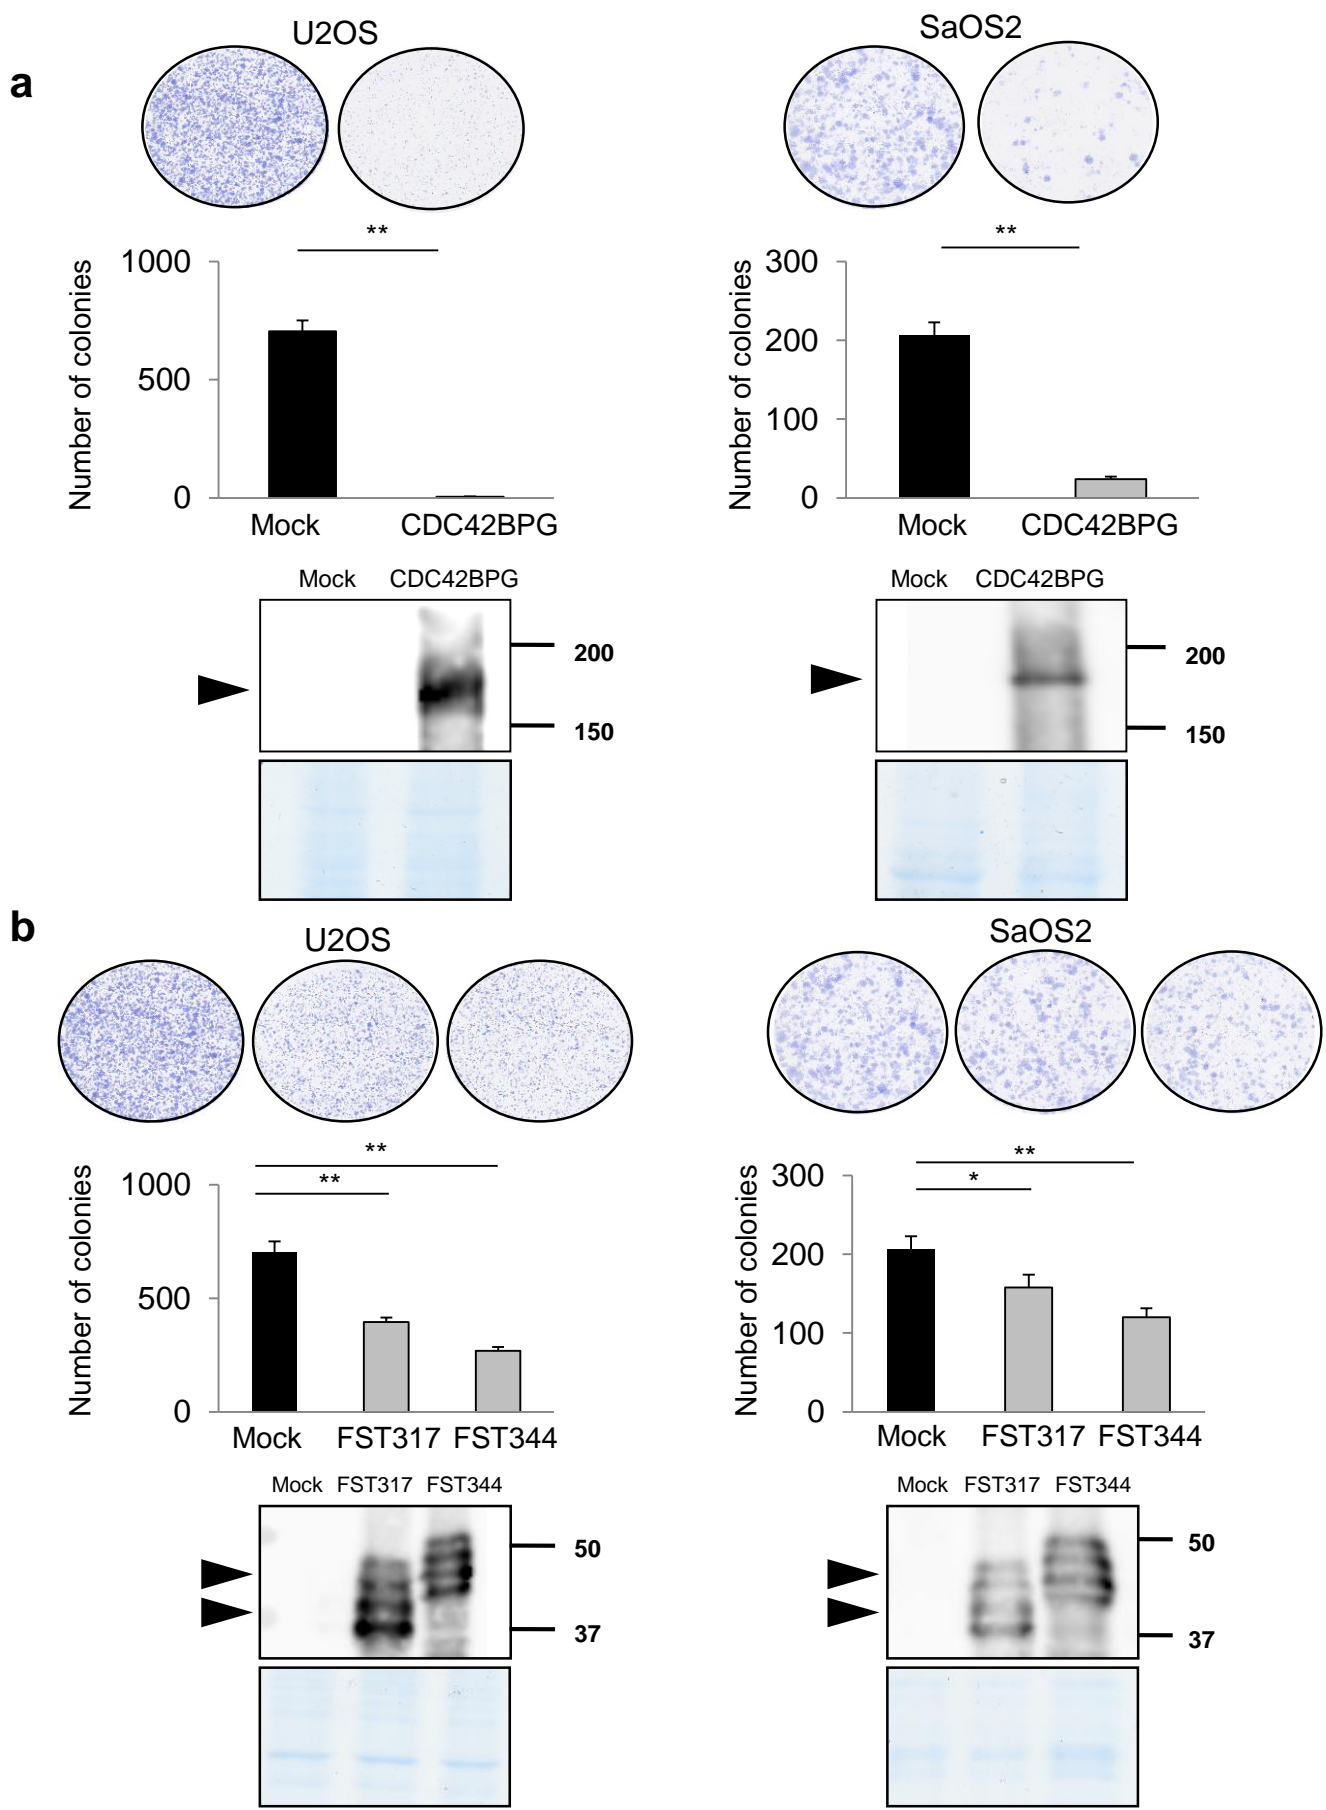 U2OS
SaOS2
a
**
**
Number of colonies
1000
500
0
Mock
CDC42BPG
Number of colonies
300
200
100
0
Mock
CDC42BPG
Mock
CDC42BPG
200
150
Mock
CDC42BPG
200
150
b
U2OS
SaOS2
**
**
Number of colonies
1000
500
0
Mock
FST317
FST344
**
*
Number of colonies
300
200
100
0
Mock
FST317
FST344
Mock
FST317
FST344
50
37
Mock
FST317
FST344
50
37